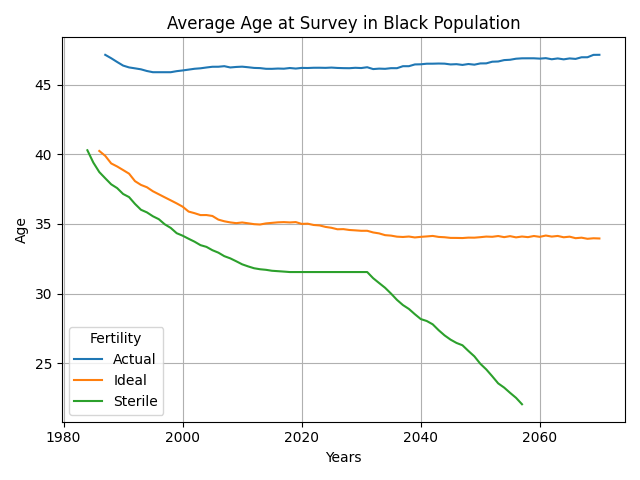 Average Age at Survey in Black Population
Age
45
40
35
30
25
Fertility
Actual
Ideal
Sterile
1980 2000 2020 2040 2060
Years